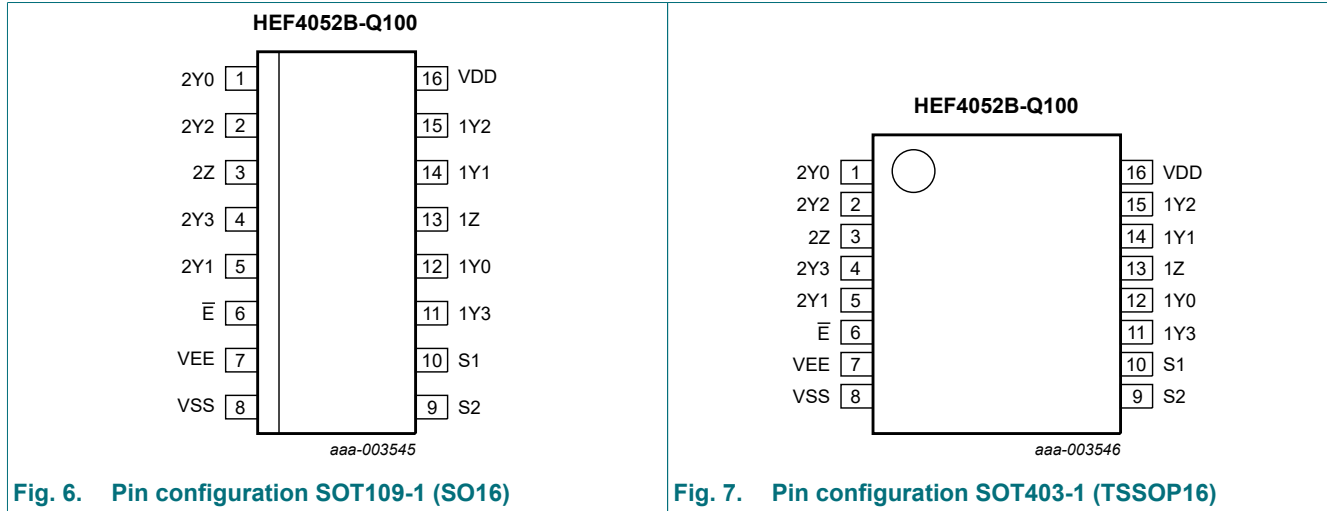 HEF4052B-Q100
2Y0 1 16 VDD
2Y2 2 15 1Y2
2Z 3 14 1Y1
2Y3 4 13 1Z
2Y1 5 12 1Y0
E̅ 6 11 1Y3
VEE 7 10 S1
VSS 8 9 S2
aaa-003545
Fig. 6. Pin configuration SOT109-1 (SO16)
HEF4052B-Q100
2Y0 1 16 VDD
2Y2 2 15 1Y2
2Z 3 14 1Y1
2Y3 4 13 1Z
2Y1 5 12 1Y0
E̅ 6 11 1Y3
VEE 7 10 S1
VSS 8 9 S2
aaa-003546
Fig. 7. Pin configuration SOT403-1 (TSSOP16)